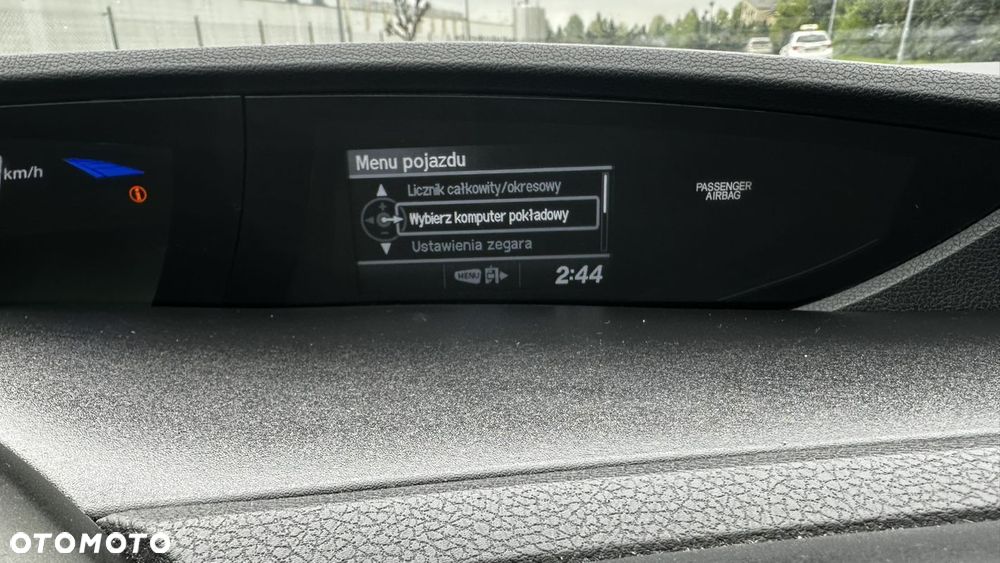 km/h
Menu pojazdu
Licznik całkowity/okresowy
Wybierz komputer pokładowy
Ustawienia zegara
MENU
2:44
PASSENGER
AIRBAG
OTOMOTO